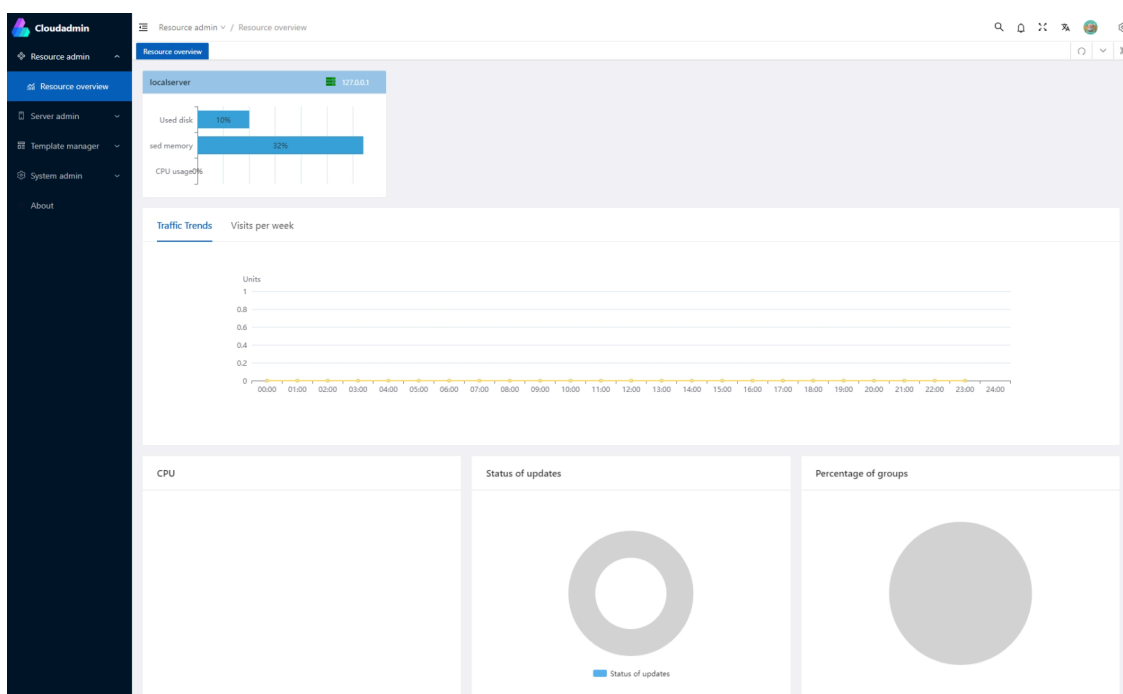 Cloudadmin
Resource admin / Resource overview
Resource admin
Resource overview
Resource overview
Server admin
Template manager
System admin
About
localserver 127.0.0.1
Used disk 10%
sed memory 32%
CPU usage 0%
Traffic Trends Visits per week
Units
1
0.8
0.6
0.4
0.2
0
00:00 01:00 02:00 03:00 04:00 05:00 06:00 07:00 08:00 09:00 10:00 11:00 12:00 13:00 14:00 15:00 16:00 17:00 18:00 19:00 20:00 21:00 22:00 23:00 24:00
CPU
Status of updates
Percentage of groups
Status of updates